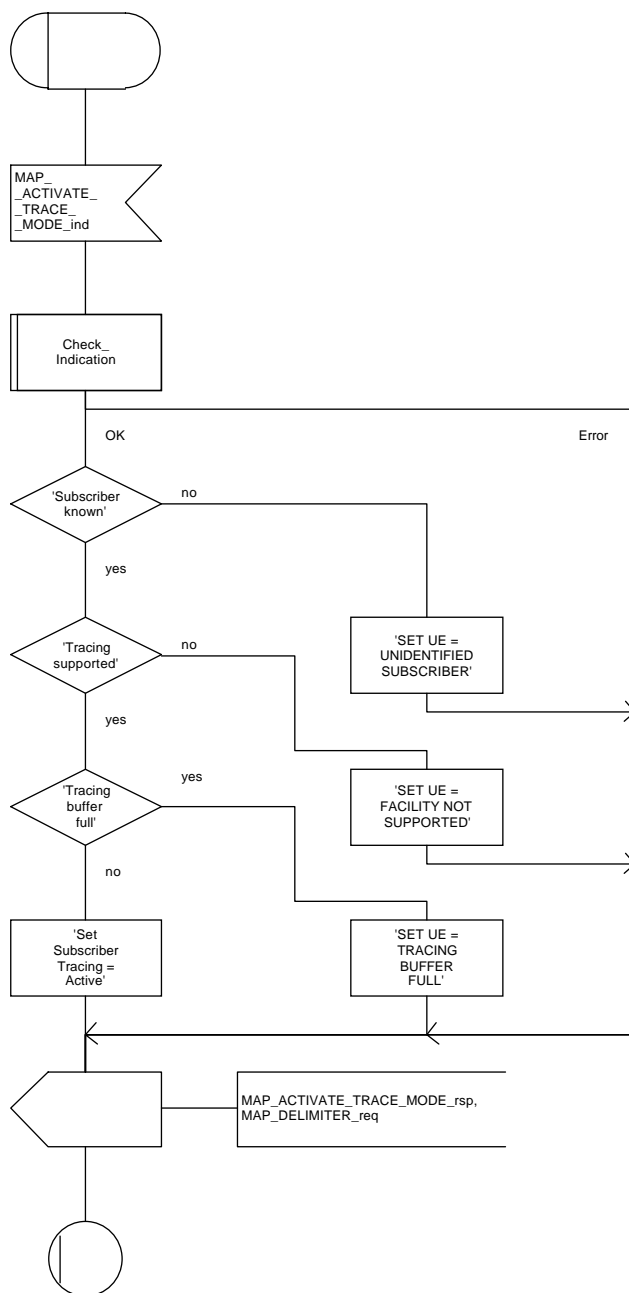 MAP_
_ACTIVATE_
_TRACE_
_MODE_ind
Check_
Indication
OK
Error
'Subscriber
known'
no
yes
'SET UE =
UNIDENTIFIED
SUBSCRIBER'
'Tracing
supported'
no
yes
'SET UE =
FACILITY NOT
SUPPORTED'
'Tracing
buffer
full'
yes
no
'Set
Subscriber
Tracing =
Active'
'SET UE =
TRACING
BUFFER
FULL'
MAP_ACTIVATE_TRACE_MODE_rsp,
MAP_DELIMITER_req